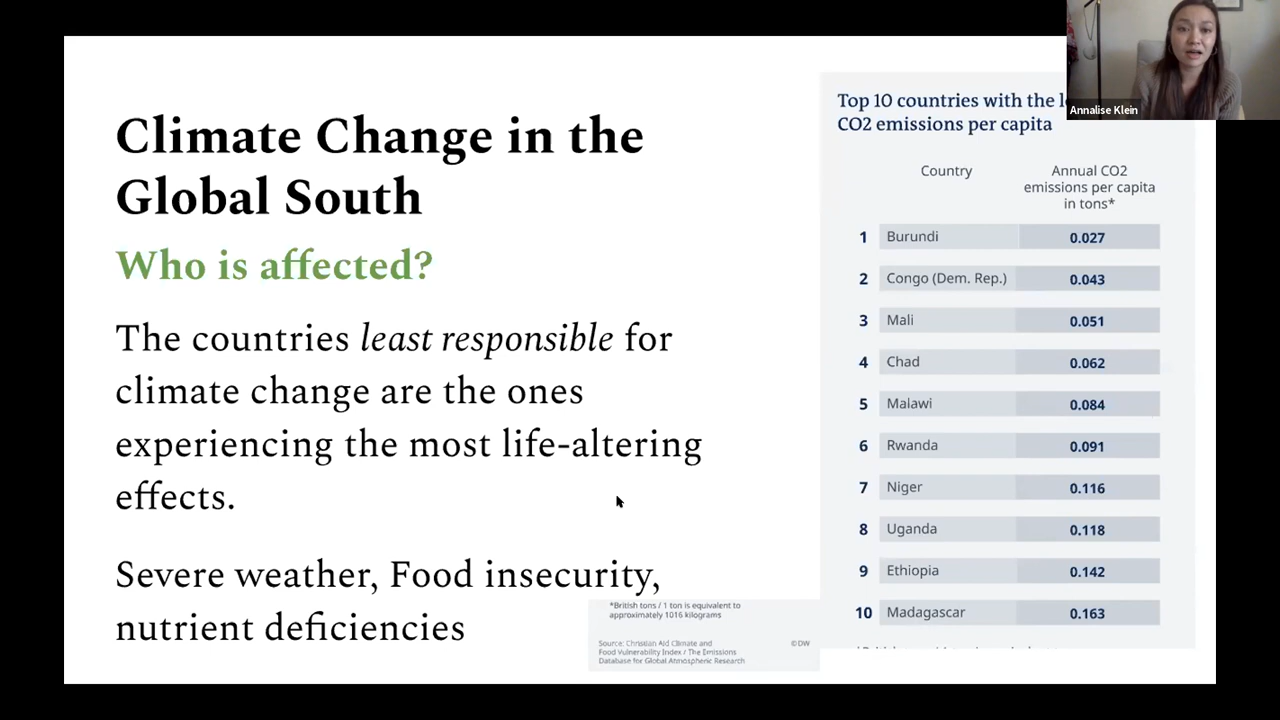 Climate Change in the
Global South
Who is affected?
The countries least responsible for
climate change are the ones
experiencing the most life-altering
effects.
Severe weather, Food insecurity,
nutrient deficiencies
*British tons / 1 ton is equivalent to
approximately 1016 kilograms
Source: Christian Aid Climate and
Food Vulnerability Index / The Emissions
Database for Global Atmospheric Research
©DW
Top 10 countries with the
CO2 emissions per capita
Country
Annual CO2
emissions per capita
in tons*
1 Burundi 0.027
2 Congo (Dem. Rep.) 0.043
3 Mali 0.051
4 Chad 0.062
5 Malawi 0.084
6 Rwanda 0.091
7 Niger 0.116
8 Uganda 0.118
9 Ethiopia 0.142
10 Madagascar 0.163
Annalise Klein